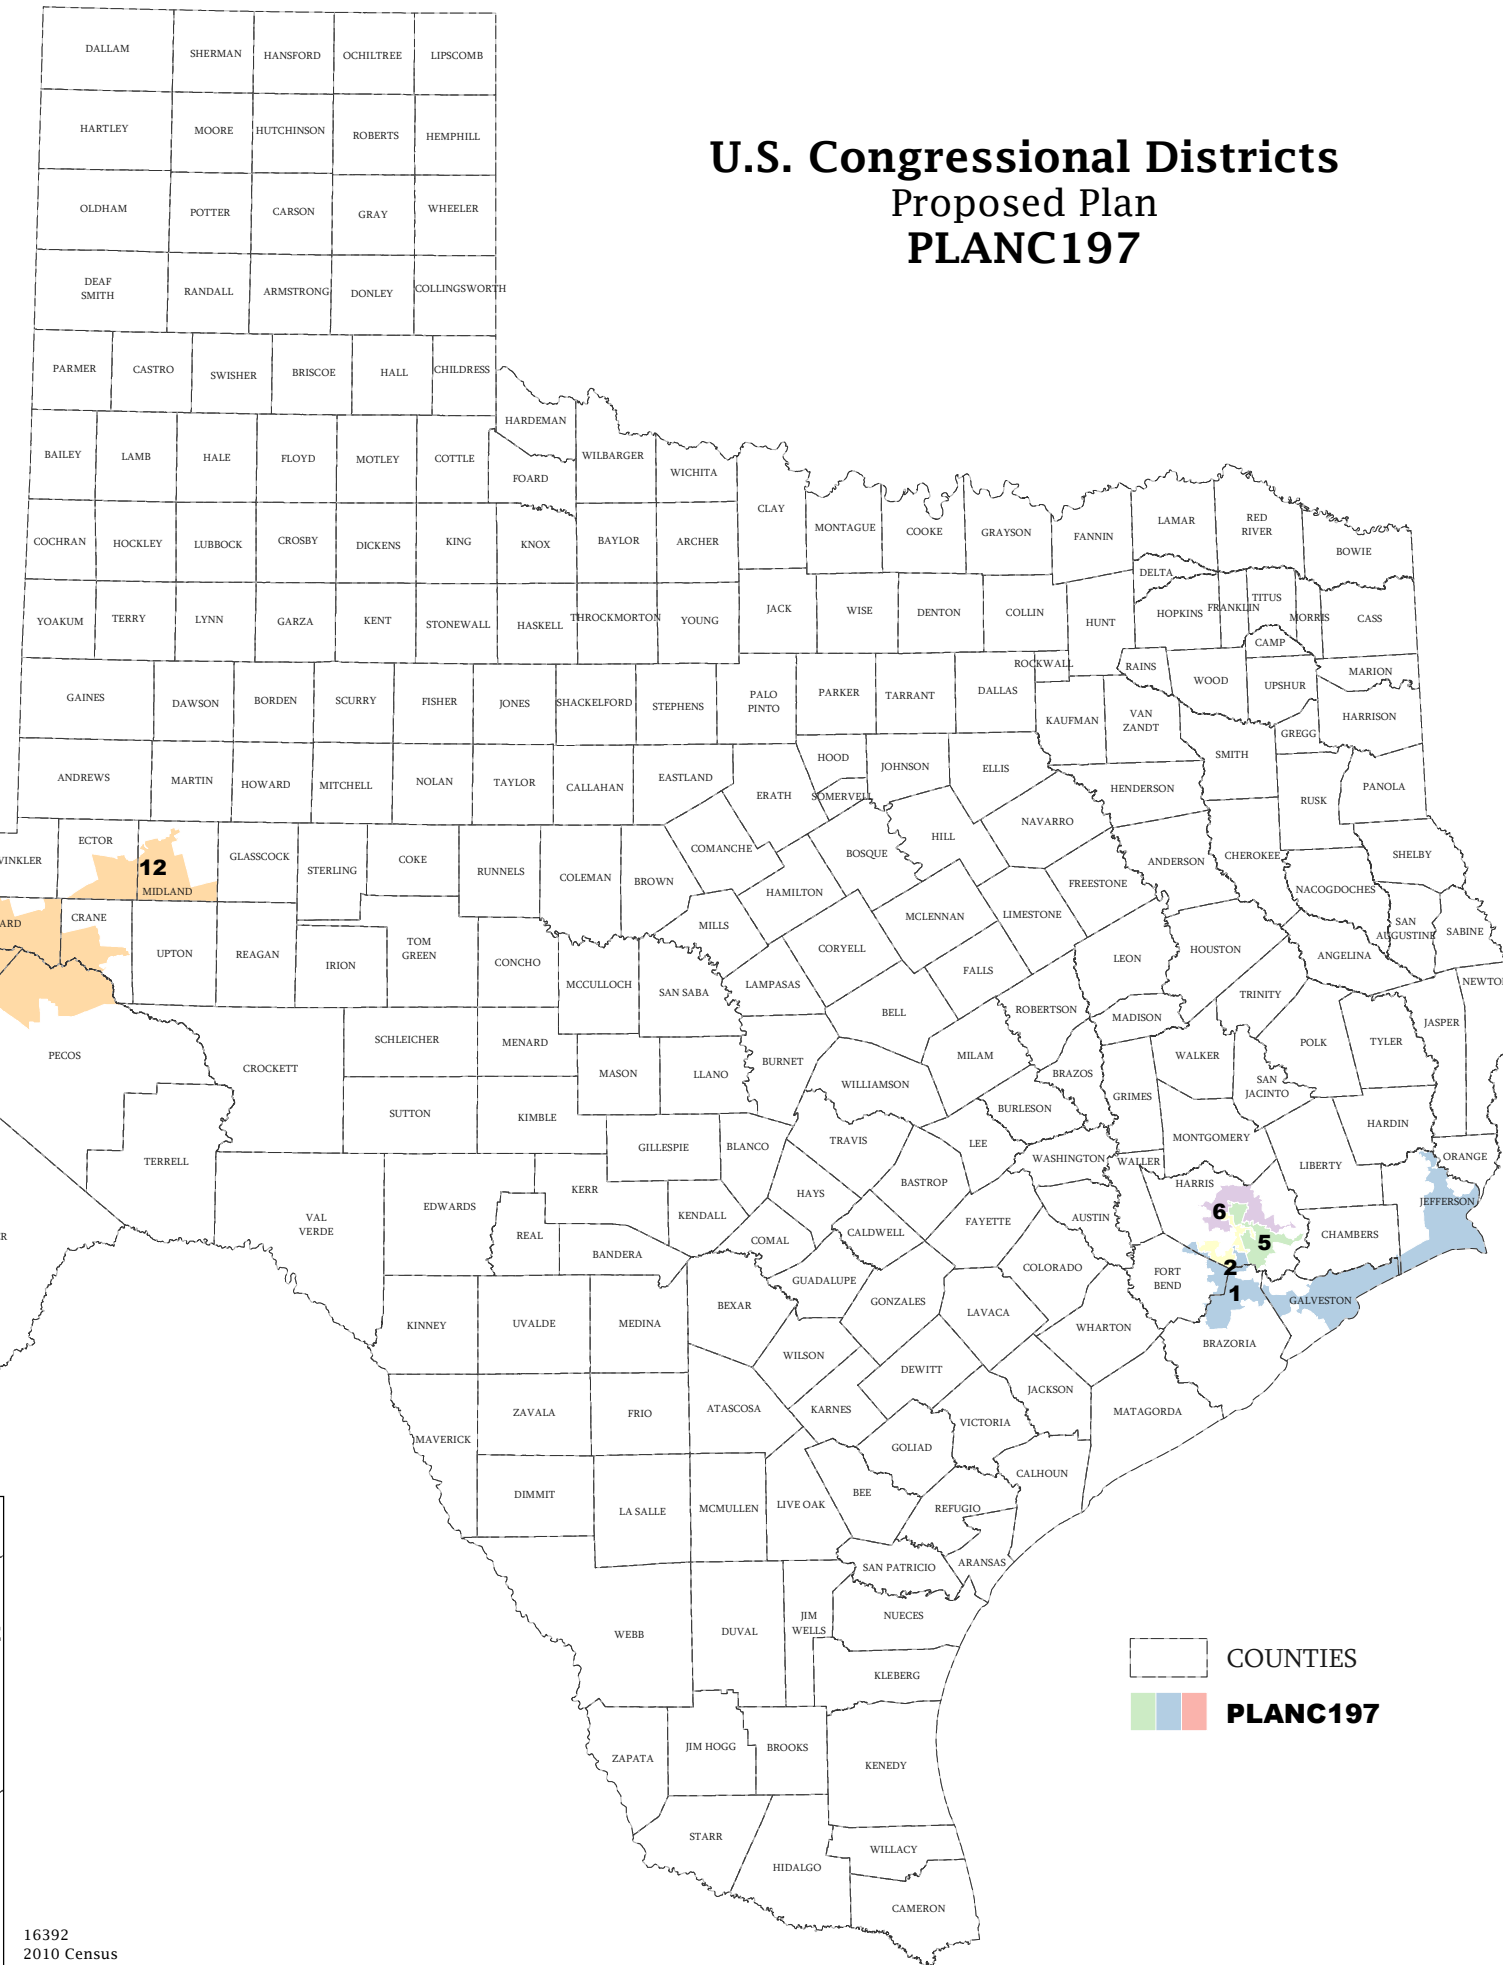 U.S. Congressional Districts
Proposed Plan
PLANC197
DALLAM
SHERMAN
HANSFORD
OCHILTREE
LIPSCOMB
HARTLEY
MOORE
HUTCHINSON
ROBERTS
HEMPHILL
OLDHAM
POTTER
CARSON
GRAY
WHEELER
DEAF
SMITH
RANDALL
ARMSTRONG
DONLEY
COLLINGSWORTH
PARMER
CASTRO
SWISHER
BRISCOE
HALL
CHILDRESS
HARDEMAN
BAILEY
LAMB
HALE
FLOYD
MOTLEY
COTTLE
FOARD
WILBARGER
WICHITA
CLAY
MONTAGUE
COOKE
GRAYSON
FANNIN
LAMAR
RED
RIVER
BOWIE
COCHRAN
HOCKLEY
LUBBOCK
CROSBY
DICKENS
KING
KNOX
BAYLOR
ARCHER
DELTA
YOAKUM
TERRY
LYNN
GARZA
KENT
STONEWALL
HASKELL
THROCKMORTON
YOUNG
JACK
WISE
DENTON
COLLIN
HUNT
HOPKINS
FRANKLIN
TITUS
MORRIS
CASS
CAMP
ROCKWALL
RAINS
WOOD
UPSHUR
MARION
GAINES
DAWSON
BORDEN
SCURRY
FISHER
JONES
SHACKELFORD
STEPHENS
PALO
PINTO
PARKER
TARRANT
DALLAS
KAUFMAN
VAN
ZANDT
GREGG
HARRISON
ANDREWS
MARTIN
HOWARD
MITCHELL
NOLAN
TAYLOR
CALLAHAN
EASTLAND
ERATH
HOOD
SOMERVELL
JOHNSON
ELLIS
HENDERSON
SMITH
RUSK
PANOLA
INKLER
ECTOR
12
MIDLAND
GLASSCOCK
STERLING
COKE
RUNNELS
COLEMAN
BROWN
COMANCHE
HAMILTON
BOSQUE
HILL
NAVARRO
FREESTONE
ANDERSON
CHEROKEE
NACOGDOCHES
SHELBY
ARD
CRANE
UPTON
REAGAN
IRION
TOM
GREEN
CONCHO
MCCULLOCH
SAN SABA
MILLS
LAMPASAS
CORYELL
MCLENNAN
LIMESTONE
FALLS
LEON
HOUSTON
ANGELINA
SAN
AUGUSTINE
SABINE
NEWTO
PECOS
CROCKETT
SCHLEICHER
MENARD
MASON
LLANO
BURNET
BELL
WILLIAMSON
MILAM
ROBERTSON
BRAZOS
MADISON
TRINITY
WALKER
POLK
TYLER
JASPER
TERRELL
SUTTON
KIMBLE
GILLESPIE
BLANCO
TRAVIS
LEE
BURLESON
GRIMES
SAN
JACINTO
MONTGOMERY
HARDIN
R
VAL
VERDE
EDWARDS
KERR
REAL
BANDERA
KENDALL
HAYS
COMAL
CALDWELL
BASTROP
FAYETTE
WASHINGTON
WALLER
AUSTIN
HARRIS
LIBERTY
ORANGE
JEFFERSON
CHAMBERS
6
5
2
1
KINNEY
UVALDE
MEDINA
BEXAR
GUADALUPE
GONZALES
LAVACA
COLORADO
FORT
BEND
WHARTON
BRAZORIA
GALVESTON
MAVERICK
ZAVALA
FRIO
ATASCOSA
WILSON
KARNES
DEWITT
VICTORIA
JACKSON
MATAGORDA
DIMMIT
LA SALLE
MCMULLEN
LIVE OAK
BEE
GOLIAD
REFUGIO
CALHOUN
SAN PATRICIO
ARANSAS
WEBB
DUVAL
JIM
WELLS
NUECES
KLEBERG
ZAPATA
JIM HOGG
BROOKS
KENEDY
STARR
HIDALGO
WILLACY
CAMERON
COUNTIES
PLANC197
16392
2010 Census